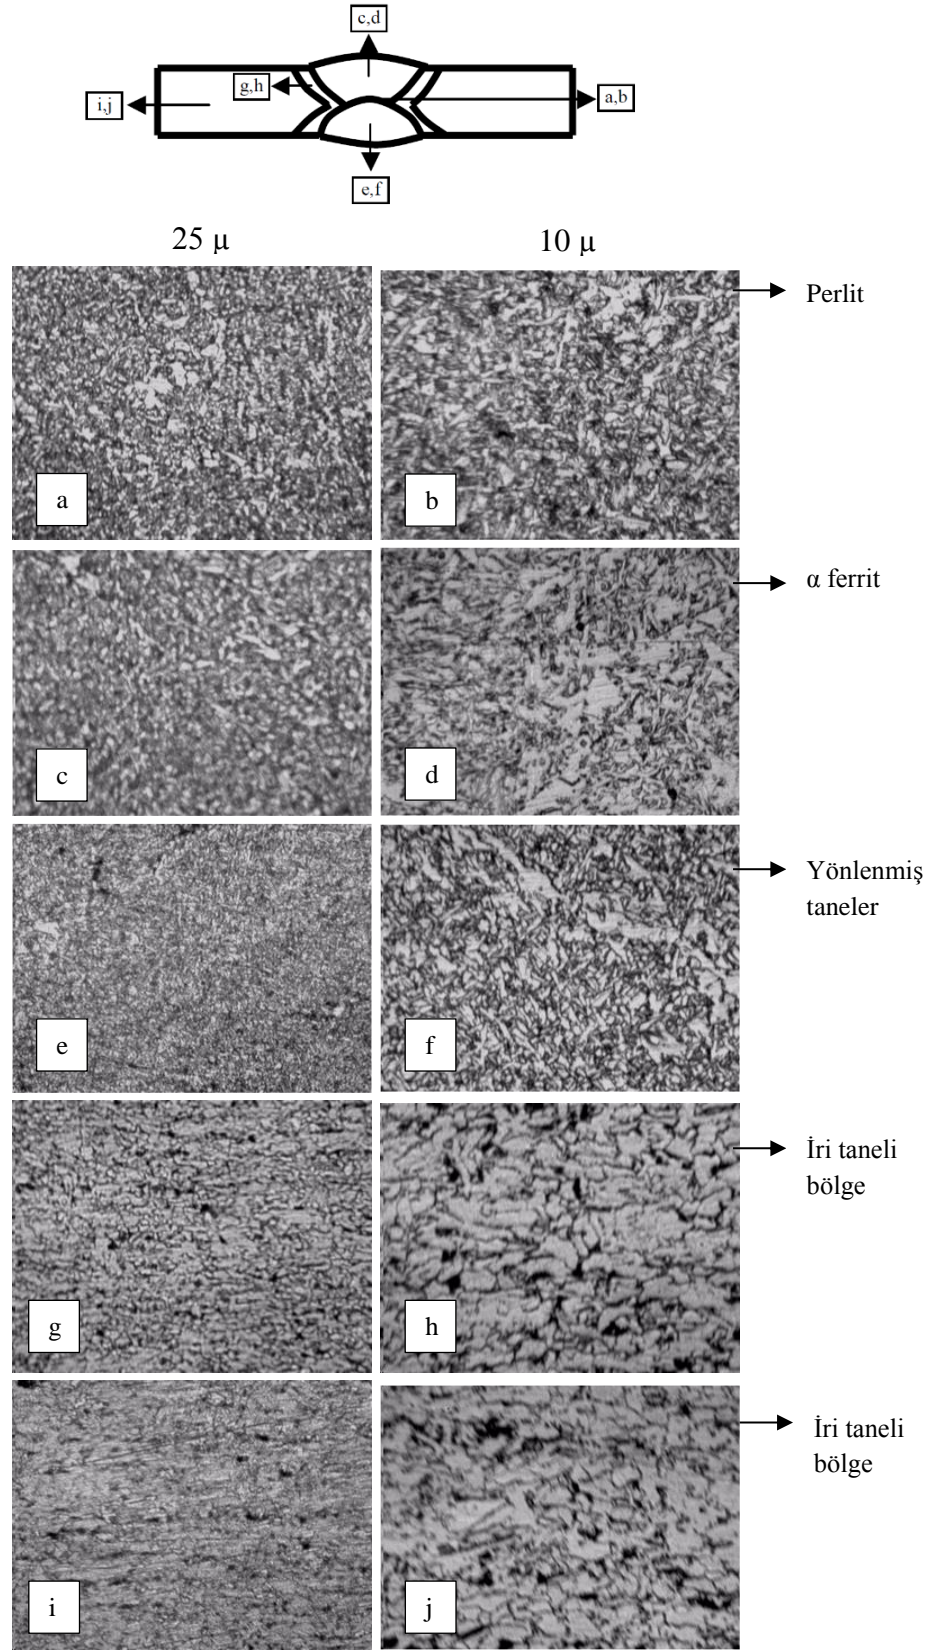 c,d
g,h
i,j
a,b
e,f
25 µ
10 µ
Perlit
a
b
α ferrit
c
d
Yönlenmiş
taneler
e
f
İri taneli
bölge
g
h
İri taneli
bölge
i
j